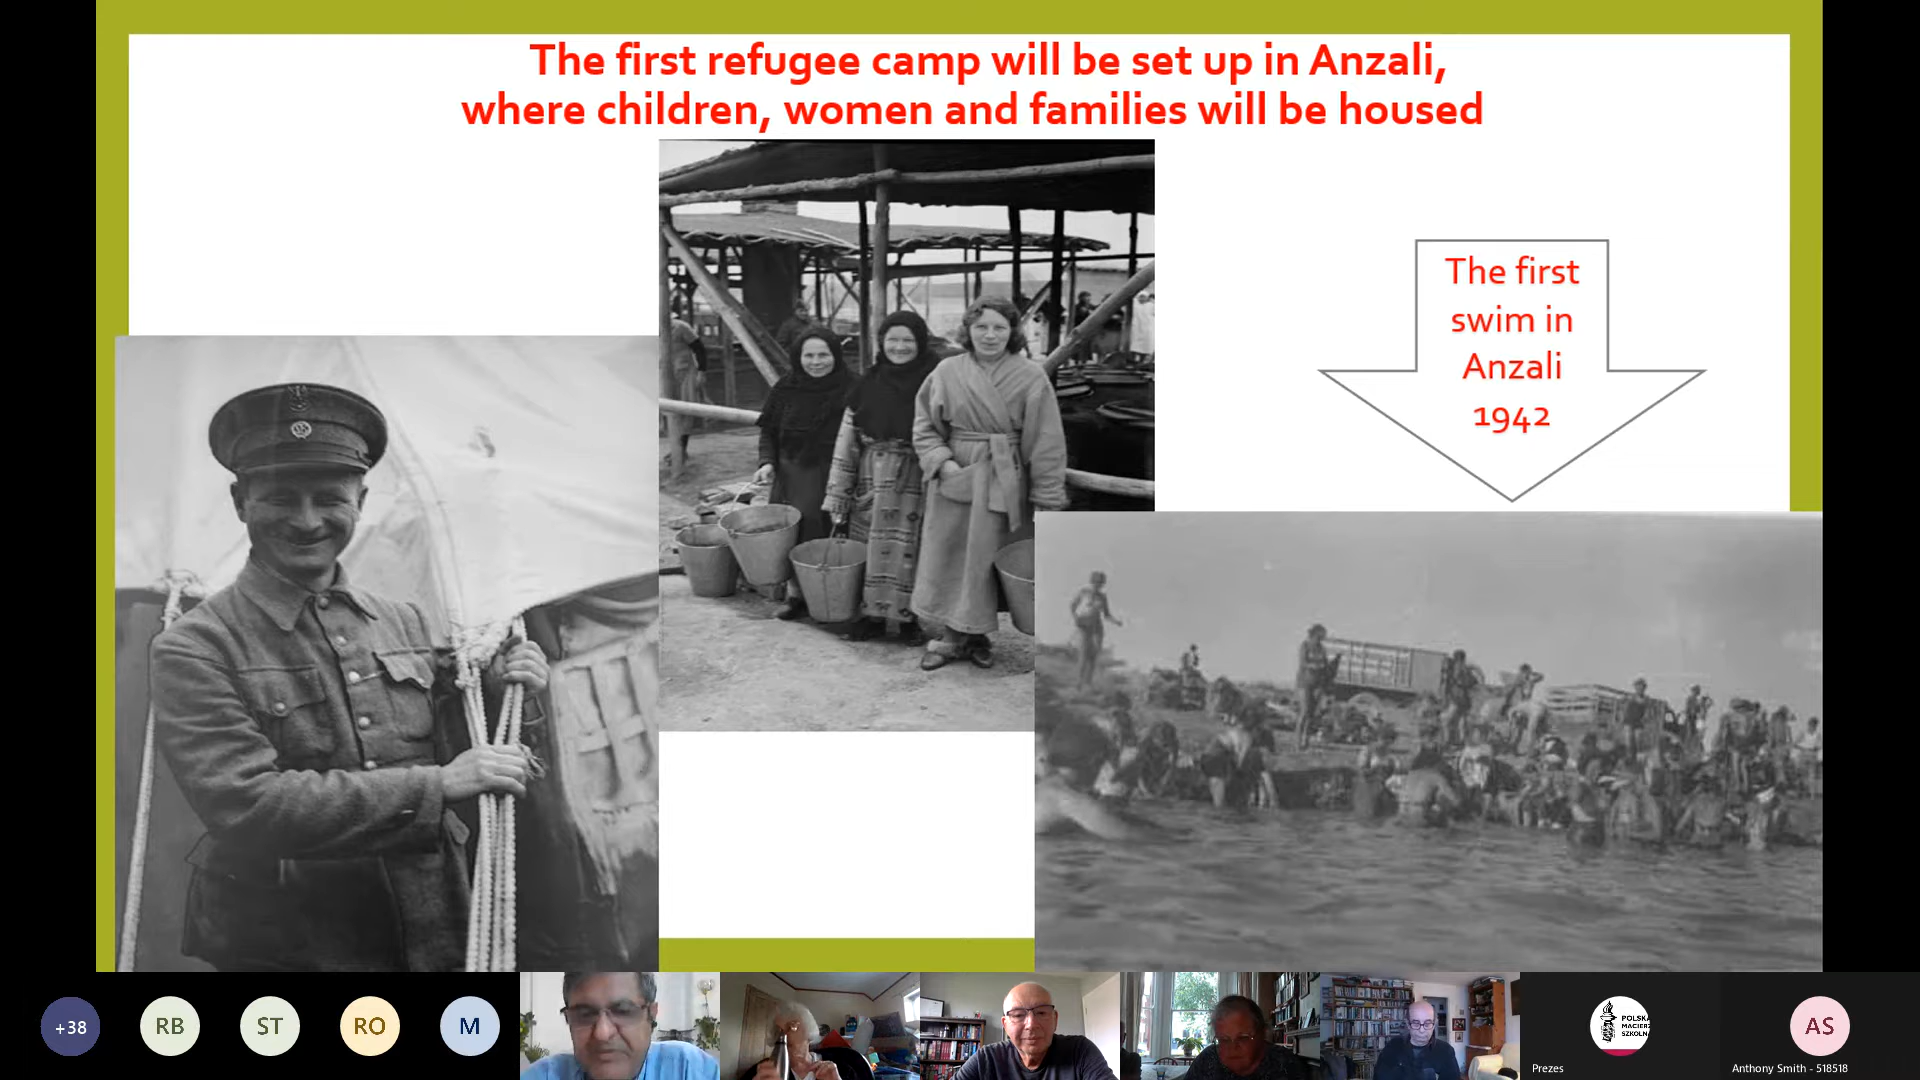 The first refugee camp will be set up in Anzali,
where children, women and families will be housed
The first
swim in
Anzali
1942
+38
RB
ST
RO
M
POLSKA
MACIERZ
SZKOLNA
Prezes
AS
Anthony Smith - 518518